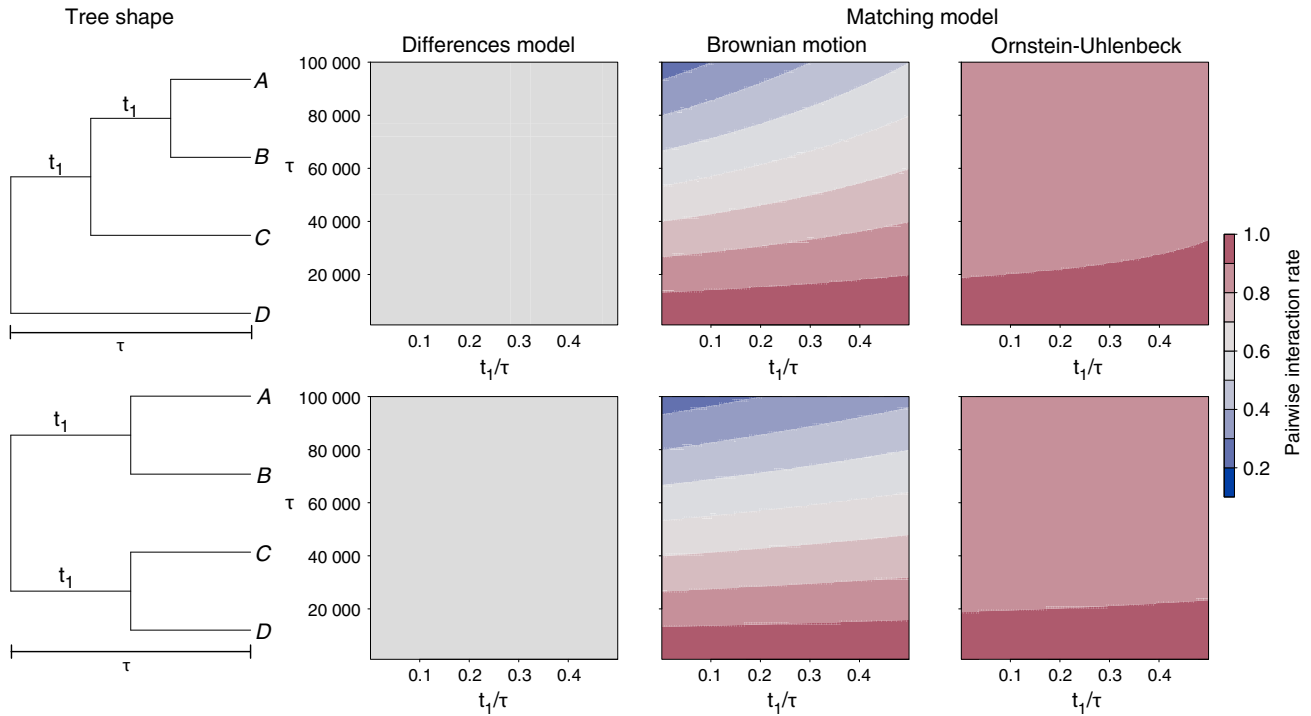 Tree shape
Matching model
Differences model
Brownian motion
Ornstein-Uhlenbeck
t1
t1
A
B
C
D
τ
100 000
80 000
τ
60 000
40 000
20 000
0.1 0.2 0.3 0.4
t1/τ
0.1 0.2 0.3 0.4
t1/τ
0.1 0.2 0.3 0.4
t1/τ
1.0
0.8
0.6
0.4
0.2
Pairwise interaction rate
t1
t1
A
B
C
D
τ
100 000
80 000
τ
60 000
40 000
20 000
0.1 0.2 0.3 0.4
t1/τ
0.1 0.2 0.3 0.4
t1/τ
0.1 0.2 0.3 0.4
t1/τ